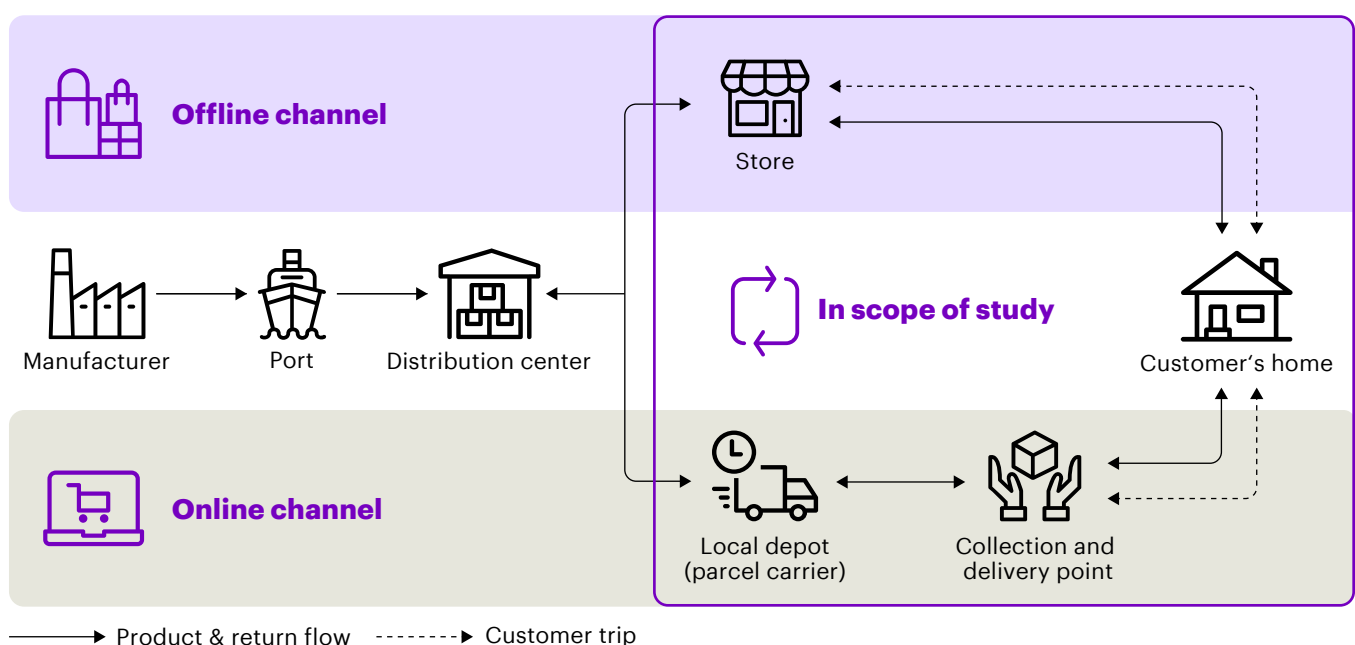 Offline channel
Store
In scope of study
Manufacturer
Port
Distribution center
Customer‘s home
Online channel
Local depot
(parcel carrier)
Collection and
delivery point
Product & return flow
Customer trip